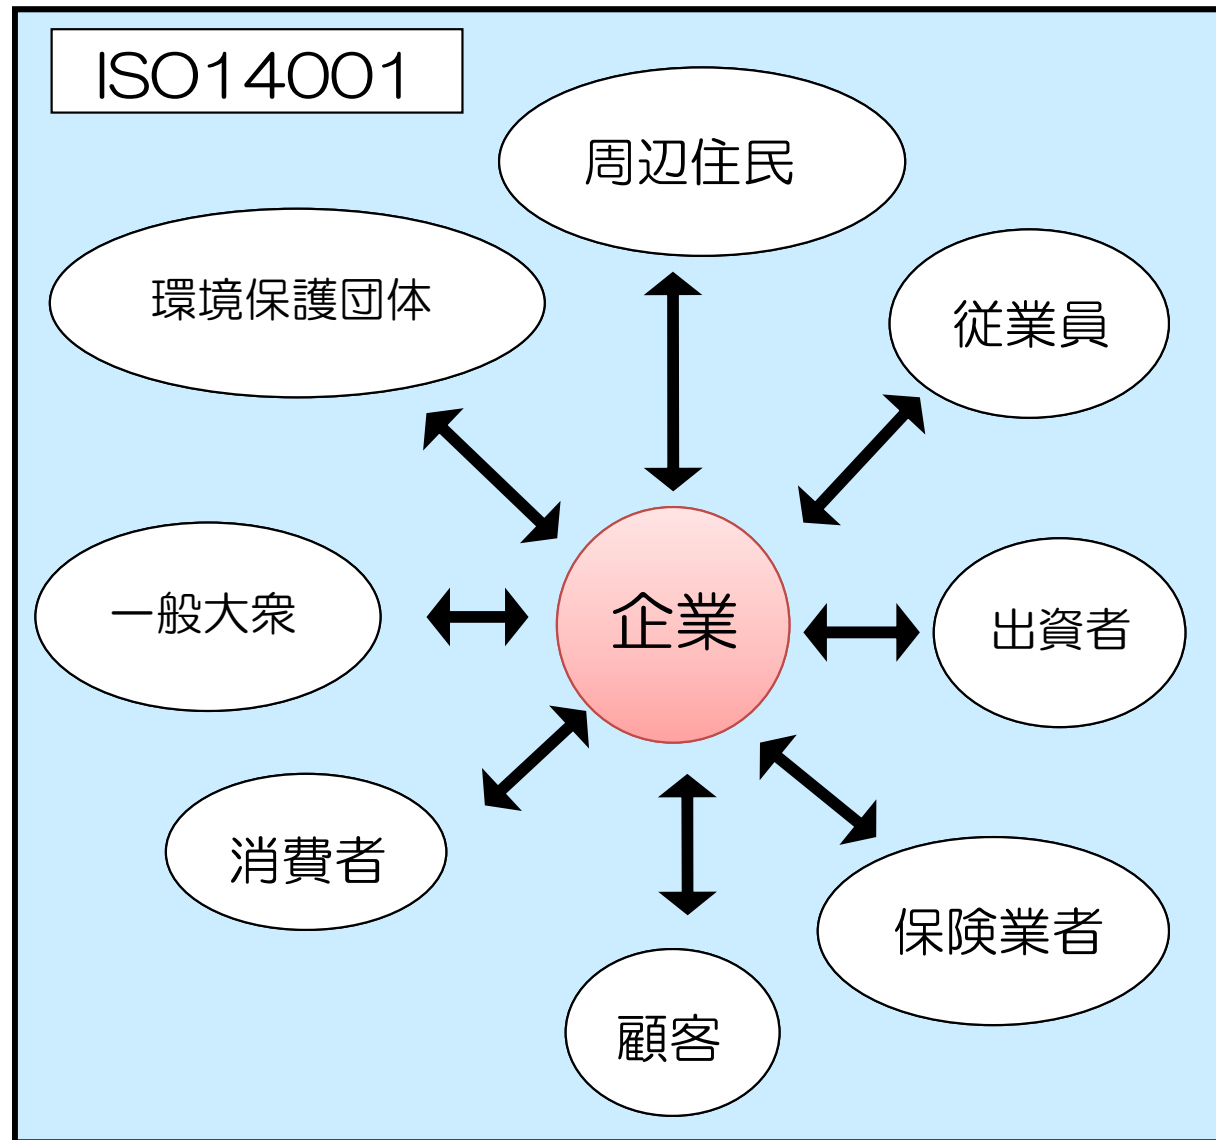 ISO14001
周辺住民
環境保護団体
従業員
一般大衆
企業
出資者
消費者
保険業者
顧客